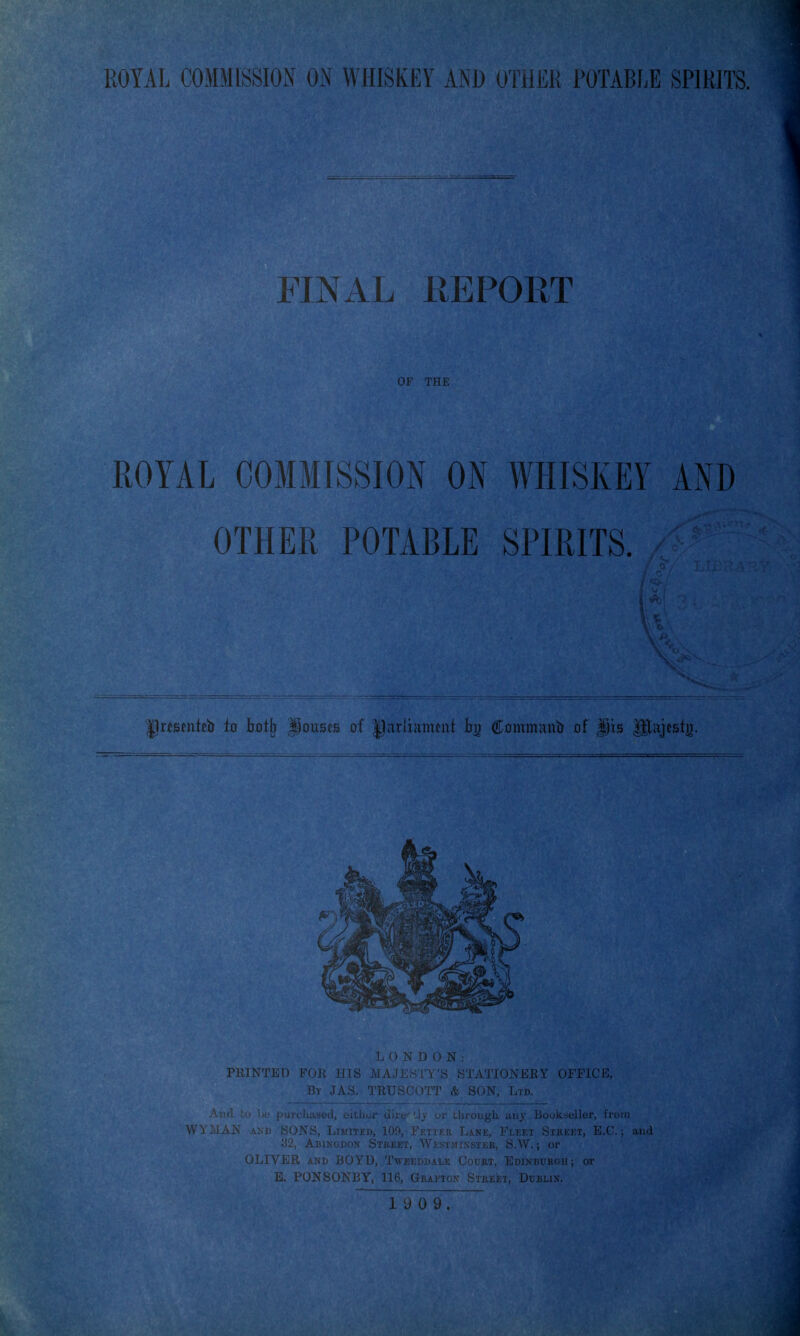 ROYAL COMMISSION ON WHISKEY AND OTHER POTABLE SPIRITS.
FINAL REPORT
OF THE
ROYAL COMMISSION ON WHISKEY AND
OTHER POTABLE SPIRITS.
LIBRARY
Presented to both Houses of Parliament by Command of His Majesty.
LONDON:
PRINTED FOR HIS MAJESTY'S STATIONERY OFFICE,
BY JAS. TRUSCOTT & SON, LTD.
And to be purchased, either directly or through any Bookseller, from
WYMAN AND SONS, LIMITED, 109, FETTER LANE, FLEET STREET, E.C.; and
32, ABINGDON STREET, WESTMINSTER, S.W.; or
OLIVER AND BOYD, TWEEDDALE COURT, EDINBURGH; or
E. PONSONBY, 116, GRAFTON STREET, DUBLIN.
1909.